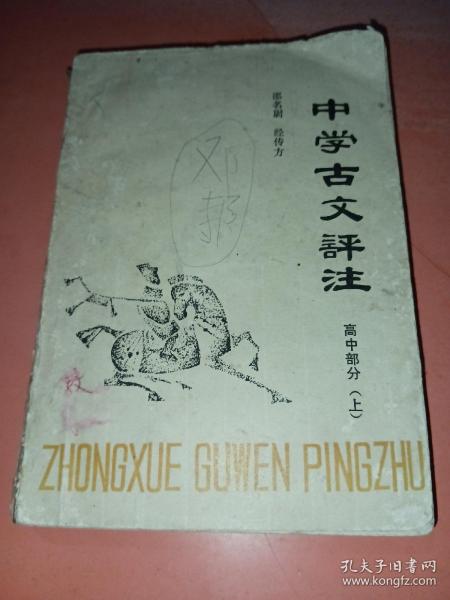 中学古文評注
高中部分(上)
邵名尉 经传方
邓邦
ZHONGXUE GUWEN PINGZHU
孔夫子旧书网
www.kongfz.com